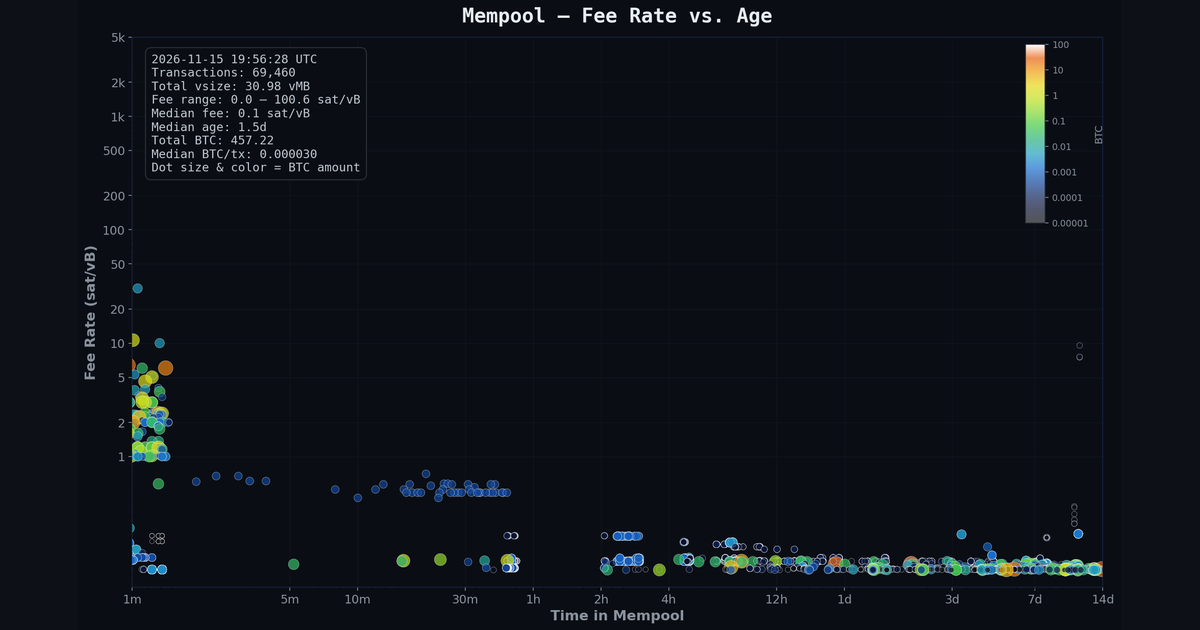 Mempool — Fee Rate vs. Age
2026-11-15 19:56:28 UTC
Transactions: 69,460
Total vsize: 30.98 vMB
Fee range: 0.0 — 100.6 sat/vB
Median fee: 0.1 sat/vB
Median age: 1.5d
Total BTC: 457.22
Median BTC/tx: 0.000030
Dot size & color = BTC amount
5k
2k
1k
500
200
100
50
20
10
5
2
1
Fee Rate (sat/vB)
100
10
1
0.1
0.01
0.001
0.0001
0.00001
BTC
1m 5m 10m 30m 1h 2h 4h 12h 1d 3d 7d 14d
Time in Mempool